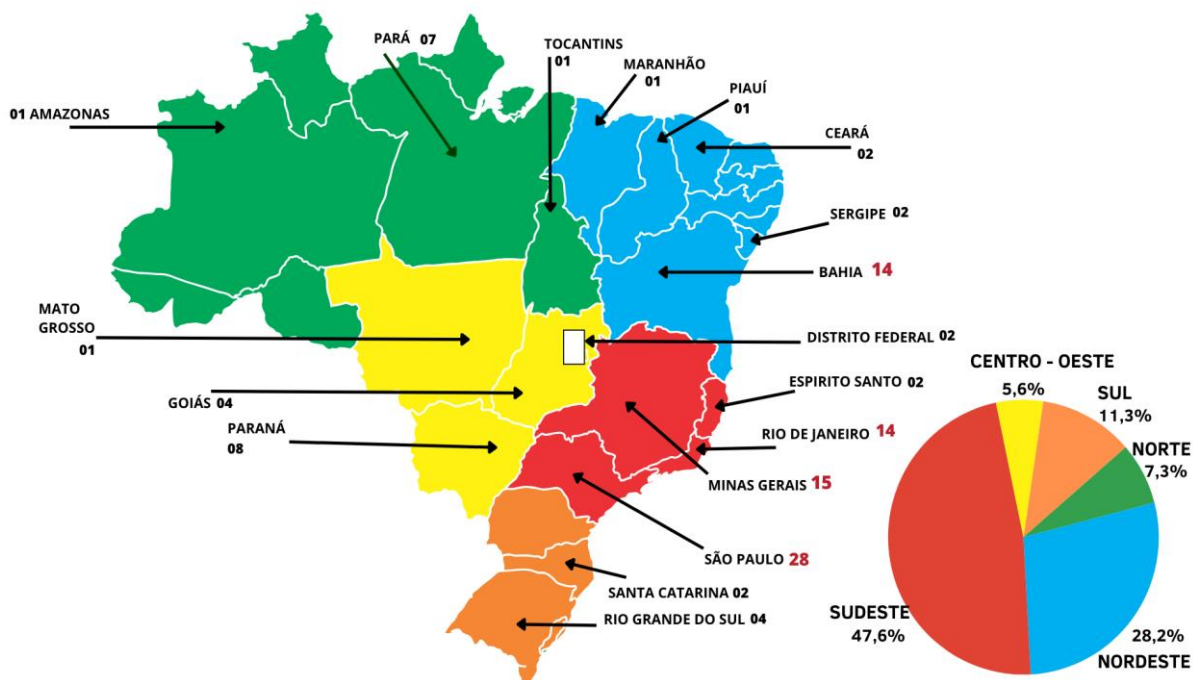 PARÁ 07
TOCANTINS
01
MARANHÃO
01
PIAUÍ
01
01 AMAZONAS
CEARÁ
02
SERGIPE 02
BAHIA 14
MATO
GROSSO
01
DISTRITO FEDERAL 02
GOIÁS 04
ESPIRITO SANTO 02
PARANÁ
08
RIO DE JANEIRO 14
MINAS GERAIS 15
SÃO PAULO 28
SANTA CATARINA 02
RIO GRANDE DO SUL 04
CENTRO - OESTE
5,6%
SUL
11,3%
NORTE
7,3%
SUDESTE
47,6%
28,2%
NORDESTE